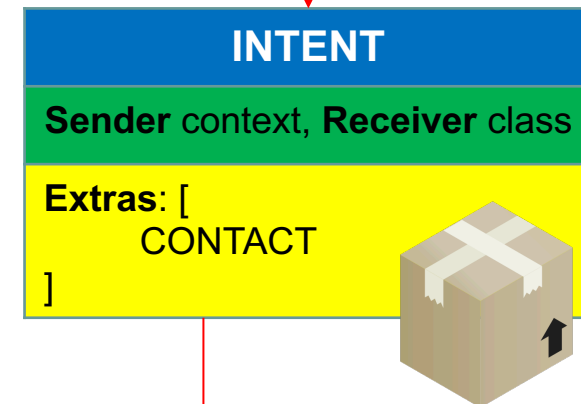 INTENT
Sender context, Receiver class
Extras: [
CONTACT
]